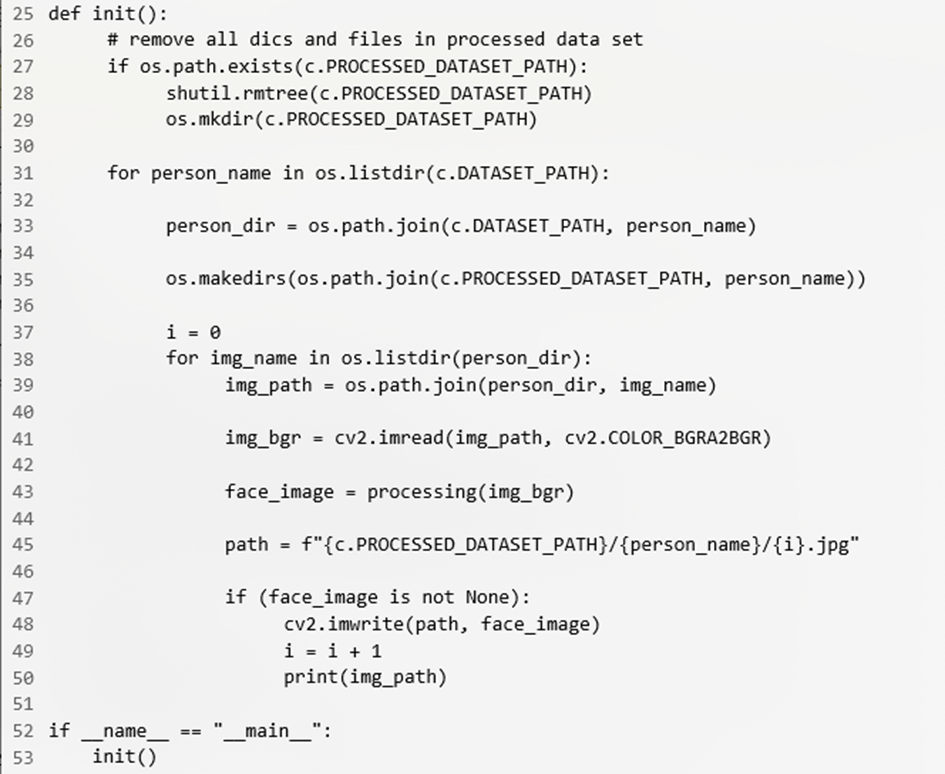 25 def init():
26     # remove all dics and files in processed data set
27     if os.path.exists(c.PROCESSED_DATASET_PATH):
28         shutil.rmtree(c.PROCESSED_DATASET_PATH)
29         os.mkdir(c.PROCESSED_DATASET_PATH)
30
31     for person_name in os.listdir(c.DATASET_PATH):
32
33         person_dir = os.path.join(c.DATASET_PATH, person_name)
34
35         os.makedirs(os.path.join(c.PROCESSED_DATASET_PATH, person_name))
36
37         i = 0
38         for img_name in os.listdir(person_dir):
39             img_path = os.path.join(person_dir, img_name)
40
41             img_bgr = cv2.imread(img_path, cv2.COLOR_BGRA2BGR)
42
43             face_image = processing(img_bgr)
44
45             path = f"{c.PROCESSED_DATASET_PATH}/{person_name}/{i}.jpg"
46
47             if (face_image is not None):
48                 cv2.imwrite(path, face_image)
49                 i = i + 1
50                 print(img_path)
51
52 if __name__ == "__main__":
53    init()